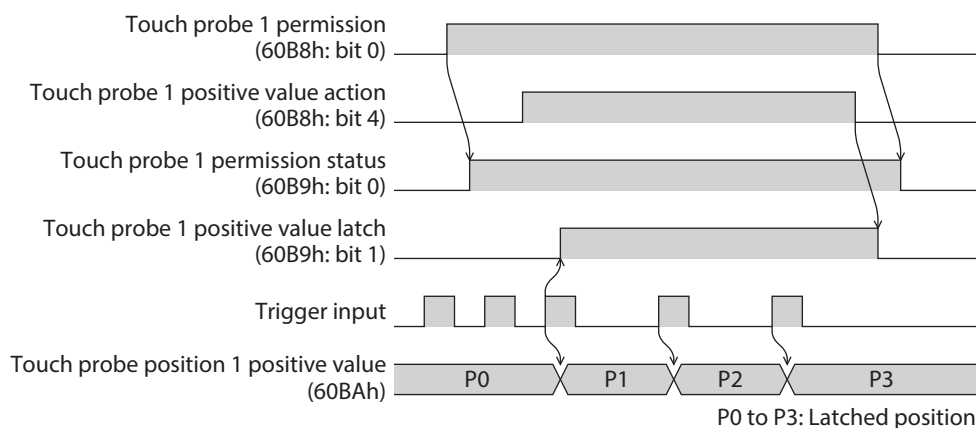 Touch probe 1 permission
(60B8h: bit 0)
Touch probe 1 positive value action
(60B8h: bit 4)
Touch probe 1 permission status
(60B9h: bit 0)
Touch probe 1 positive value latch
(60B9h: bit 1)
Trigger input
Touch probe position 1 positive value
(60BAh)
P0 P1 P2 P3
P0 to P3: Latched position